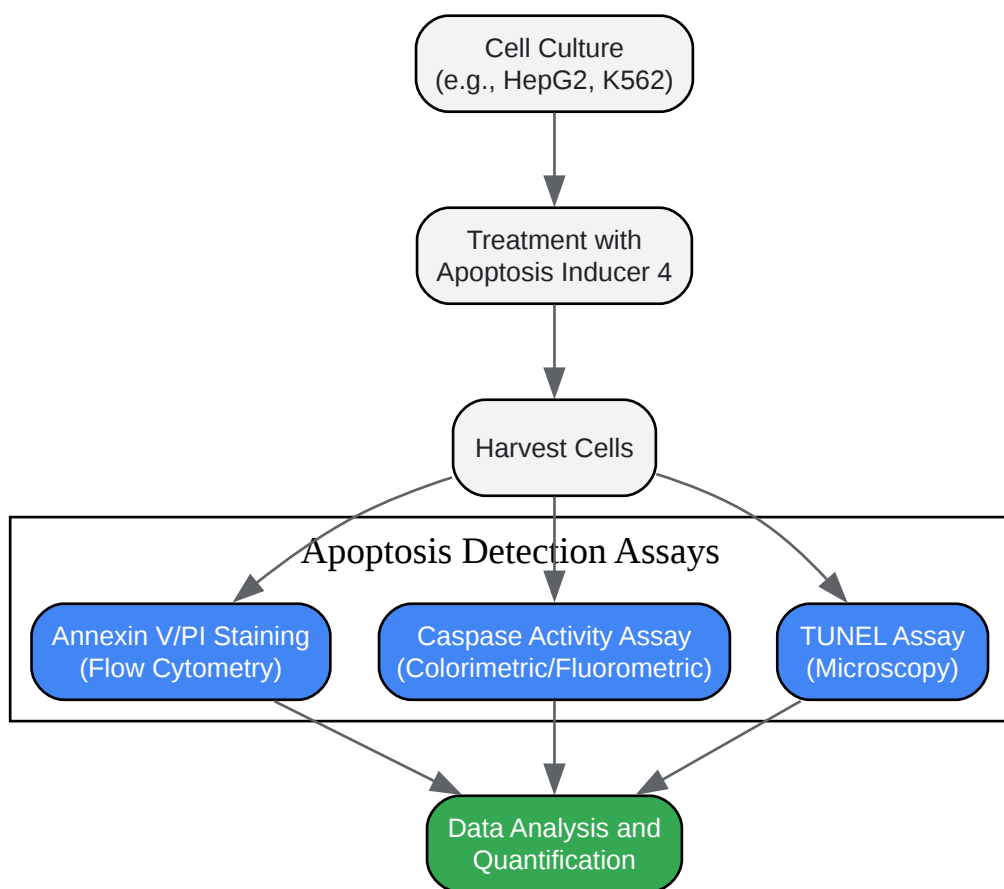 Cell Culture
(e.g., HepG2, K562)
Treatment with
Apoptosis Inducer 4
Harvest Cells
Apoptosis Detection Assays
Annexin V/PI Staining
(Flow Cytometry)
Caspase Activity Assay
(Colorimetric/Fluorometric)
TUNEL Assay
(Microscopy)
Data Analysis and
Quantification